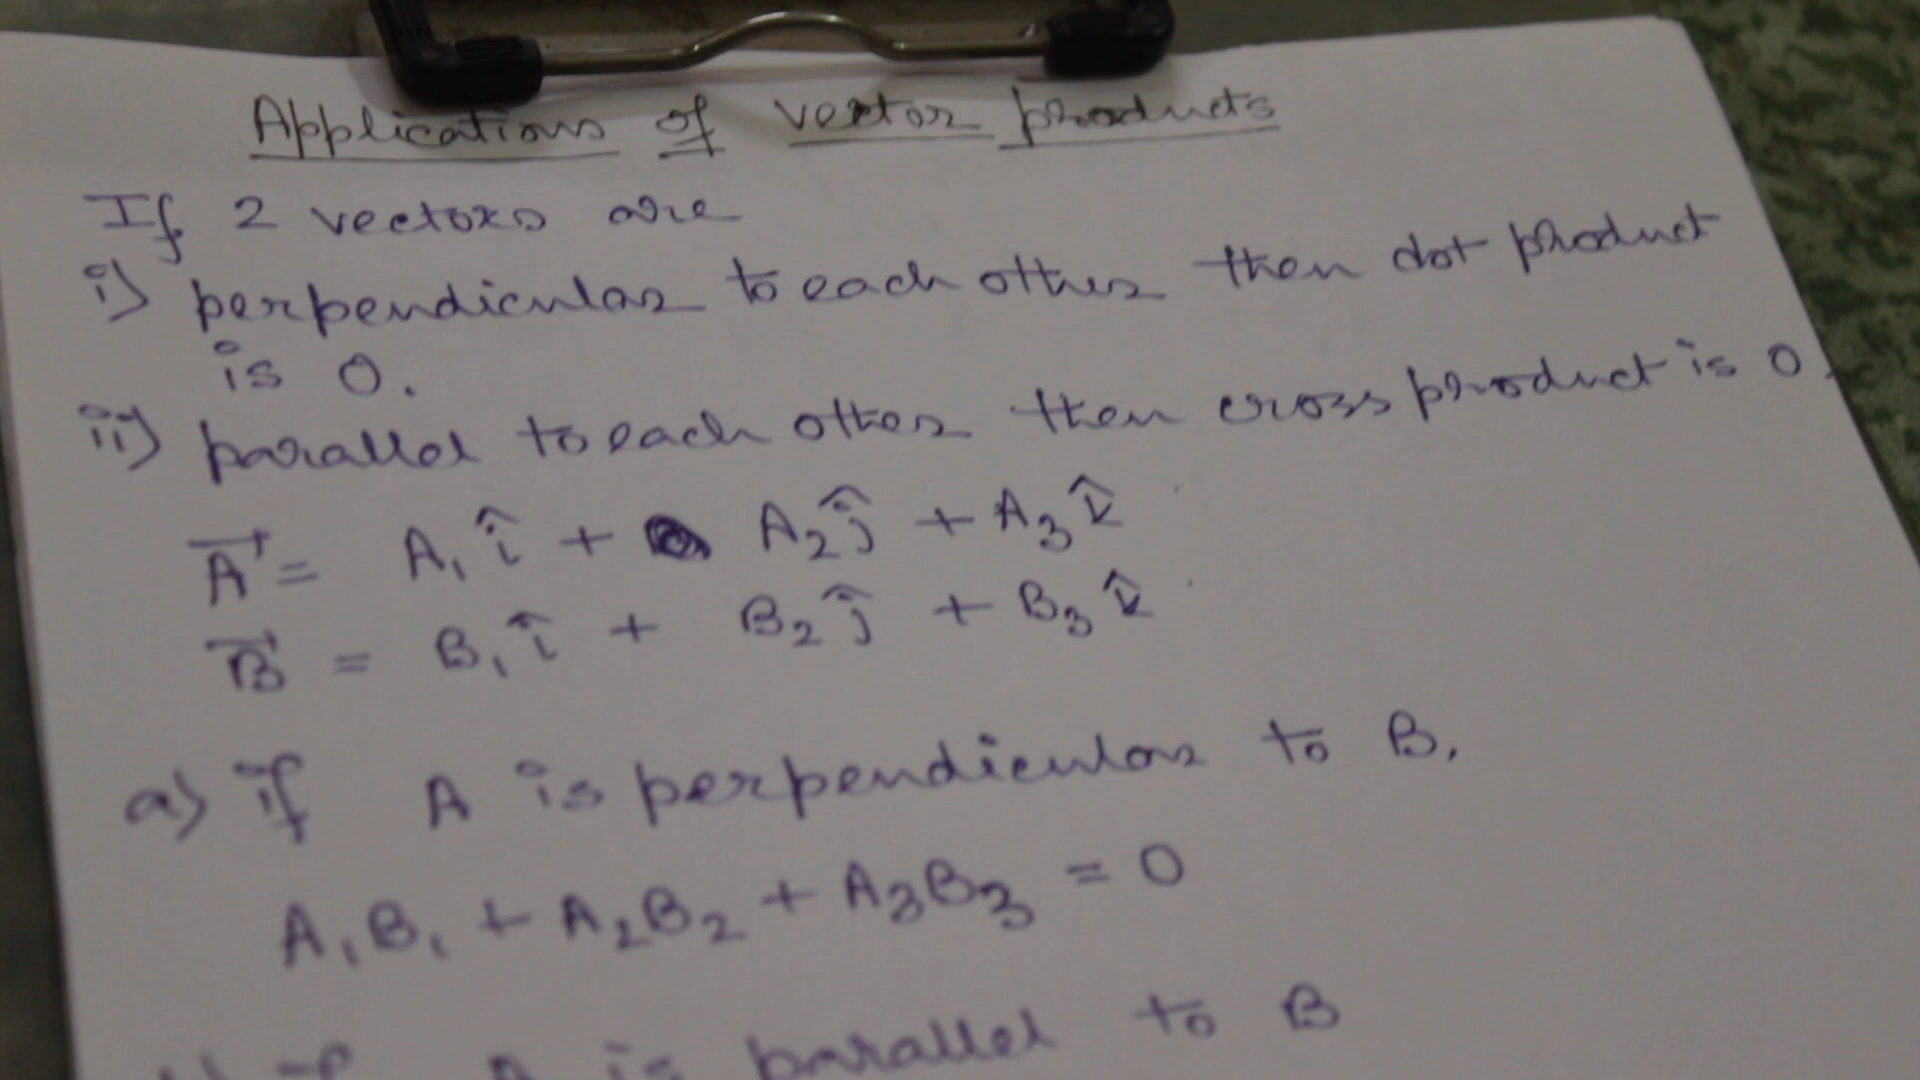 Applications of vector products
If 2 vectors are
i) perpendicular to each other then dot product
is 0.
ii) parallel to each other then cross product is 0.
A⃗ = A₁î + A₂ĵ + A₃k̂
B⃗ = B₁î + B₂ĵ + B₃k̂
a) if A is perpendicular to B.
A₁B₁ + A₂B₂ + A₃B₃ = 0
if A is parallel to B